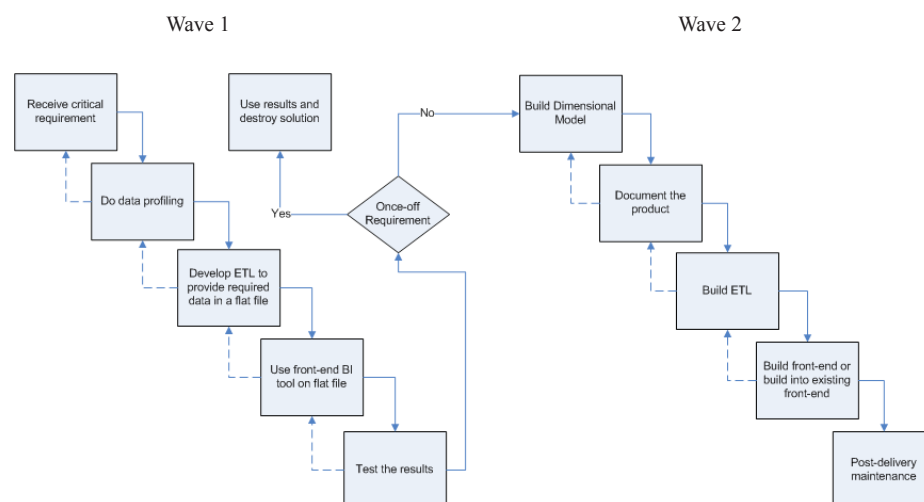 Wave 1
Wave 2
Receive critical
requirement
Use results and
destroy solution
No
Build Dimensional
Model
Do data profiling
Yes
Once-off
Requirement
Document the
product
Develop ETL to
provide required
data in a flat file
Build ETL
Use front-end BI
tool on flat file
Build front-end or
build into existing
front-end
Test the results
Post-delivery
maintenance